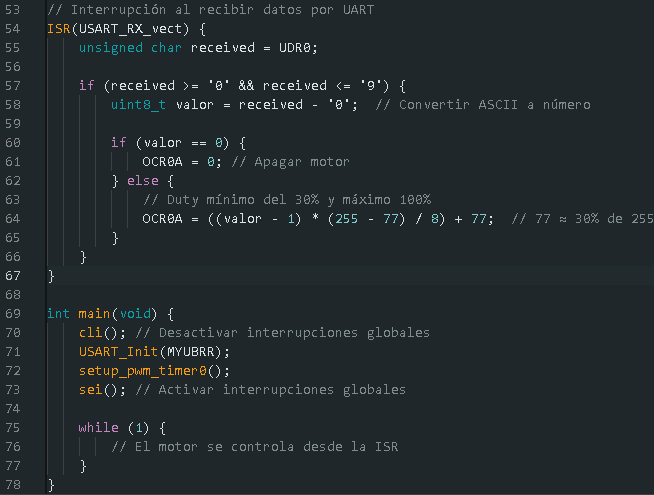 53 // Interrupción al recibir datos por UART
54 ISR(USART_RX_vect) {
55     unsigned char received = UDR0;
56
57     if (received >= '0' && received <= '9') {
58         uint8_t valor = received - '0';  // Convertir ASCII a número
59
60         if (valor == 0) {
61             OCR0A = 0; // Apagar motor
62         } else {
63             // Duty mínimo del 30% y máximo 100%
64             OCR0A = ((valor - 1) * (255 - 77) / 8) + 77;  // 77 ≈ 30% de 255
65         }
66     }
67 }
68
69 int main(void) {
70     cli(); // Desactivar interrupciones globales
71     USART_Init(MYUBRR);
72     setup_pwm_timer0();
73     sei(); // Activar interrupciones globales
74
75     while (1) {
76         // El motor se controla desde la ISR
77     }
78 }